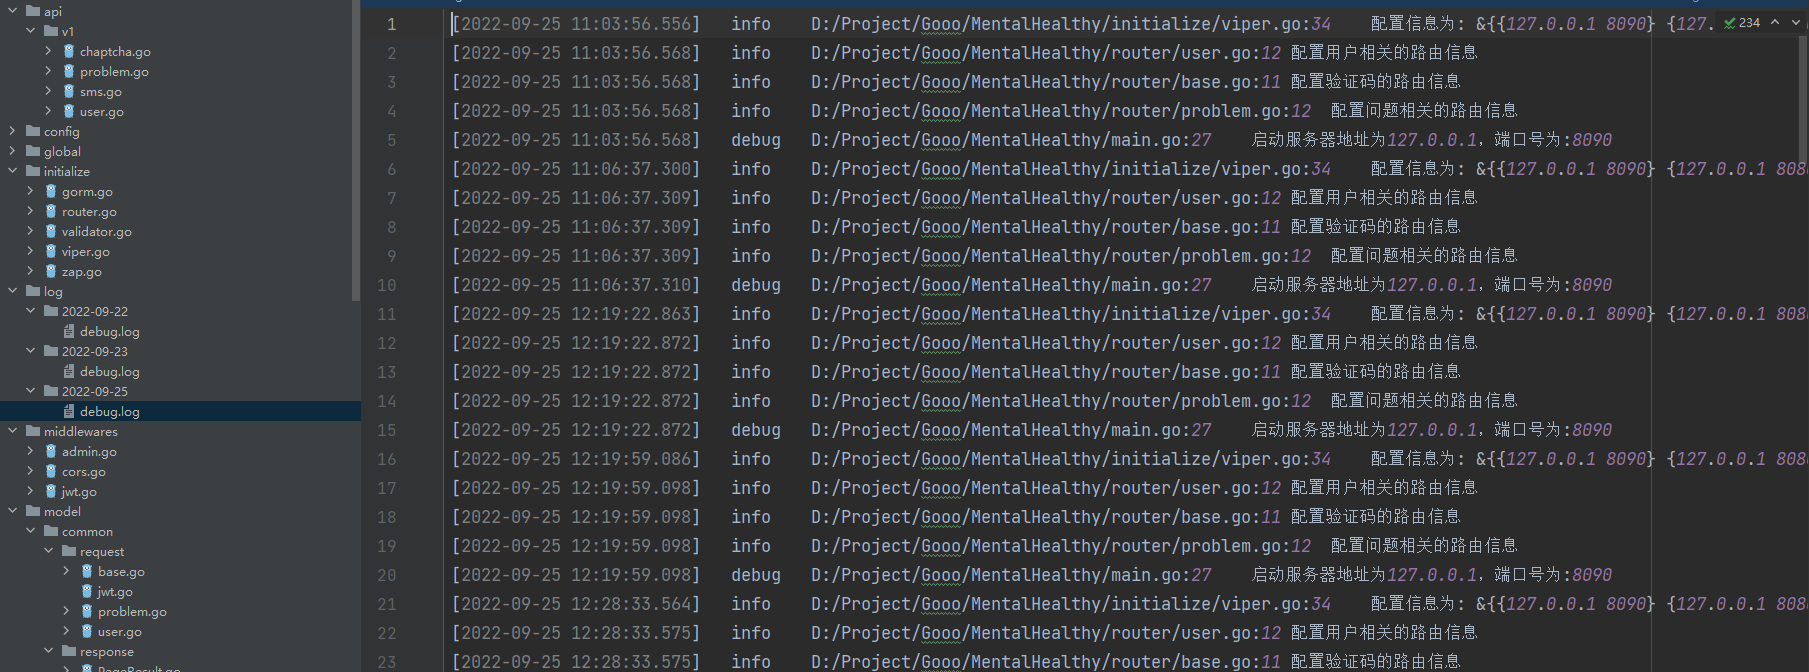 api
v1
chaptcha.go
problem.go
sms.go
user.go
config
global
initialize
gorm.go
router.go
validator.go
viper.go
zap.go
log
2022-09-22
debug.log
2022-09-23
debug.log
2022-09-25
debug.log
middlewares
admin.go
cors.go
jwt.go
model
common
request
base.go
jwt.go
problem.go
user.go
response
PageResult.go
234
1 [2022-09-25 11:03:56.556] info D:/Project/Gooo/MentalHealthy/initialize/viper.go:34 配置信息为: &{{127.0.0.1 8090} {127.
2 [2022-09-25 11:03:56.568] info D:/Project/Gooo/MentalHealthy/router/user.go:12 配置用户相关的路由信息
3 [2022-09-25 11:03:56.568] info D:/Project/Gooo/MentalHealthy/router/base.go:11 配置验证码的路由信息
4 [2022-09-25 11:03:56.568] info D:/Project/Gooo/MentalHealthy/router/problem.go:12 配置问题相关的路由信息
5 [2022-09-25 11:03:56.568] debug D:/Project/Gooo/MentalHealthy/main.go:27 启动服务器地址为127.0.0.1，端口号为:8090
6 [2022-09-25 11:06:37.300] info D:/Project/Gooo/MentalHealthy/initialize/viper.go:34 配置信息为: &{{127.0.0.1 8090} {127.0.0.1 808
7 [2022-09-25 11:06:37.309] info D:/Project/Gooo/MentalHealthy/router/user.go:12 配置用户相关的路由信息
8 [2022-09-25 11:06:37.309] info D:/Project/Gooo/MentalHealthy/router/base.go:11 配置验证码的路由信息
9 [2022-09-25 11:06:37.309] info D:/Project/Gooo/MentalHealthy/router/problem.go:12 配置问题相关的路由信息
10 [2022-09-25 11:06:37.310] debug D:/Project/Gooo/MentalHealthy/main.go:27 启动服务器地址为127.0.0.1，端口号为:8090
11 [2022-09-25 12:19:22.863] info D:/Project/Gooo/MentalHealthy/initialize/viper.go:34 配置信息为: &{{127.0.0.1 8090} {127.0.0.1 808
12 [2022-09-25 12:19:22.872] info D:/Project/Gooo/MentalHealthy/router/user.go:12 配置用户相关的路由信息
13 [2022-09-25 12:19:22.872] info D:/Project/Gooo/MentalHealthy/router/base.go:11 配置验证码的路由信息
14 [2022-09-25 12:19:22.872] info D:/Project/Gooo/MentalHealthy/router/problem.go:12 配置问题相关的路由信息
15 [2022-09-25 12:19:22.872] debug D:/Project/Gooo/MentalHealthy/main.go:27 启动服务器地址为127.0.0.1，端口号为:8090
16 [2022-09-25 12:19:59.086] info D:/Project/Gooo/MentalHealthy/initialize/viper.go:34 配置信息为: &{{127.0.0.1 8090} {127.0.0.1 808
17 [2022-09-25 12:19:59.098] info D:/Project/Gooo/MentalHealthy/router/user.go:12 配置用户相关的路由信息
18 [2022-09-25 12:19:59.098] info D:/Project/Gooo/MentalHealthy/router/base.go:11 配置验证码的路由信息
19 [2022-09-25 12:19:59.098] info D:/Project/Gooo/MentalHealthy/router/problem.go:12 配置问题相关的路由信息
20 [2022-09-25 12:19:59.098] debug D:/Project/Gooo/MentalHealthy/main.go:27 启动服务器地址为127.0.0.1，端口号为:8090
21 [2022-09-25 12:28:33.564] info D:/Project/Gooo/MentalHealthy/initialize/viper.go:34 配置信息为: &{{127.0.0.1 8090} {127.0.0.1 808
22 [2022-09-25 12:28:33.575] info D:/Project/Gooo/MentalHealthy/router/user.go:12 配置用户相关的路由信息
23 [2022-09-25 12:28:33.575] info D:/Project/Gooo/MentalHealthy/router/base.go:11 配置验证码的路由信息